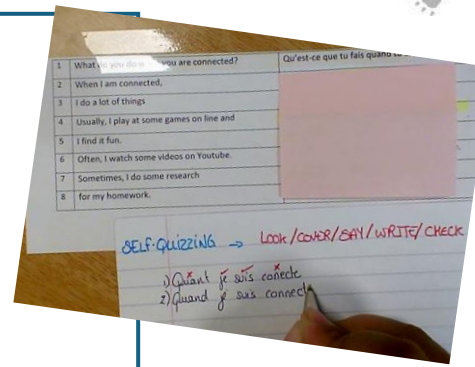 1 What do you do when you are connected? Qu'est-ce que tu fais quand tu
2 When I am connected,
3 I do a lot of things
4 Usually, I play at some games on line and
5 I find it fun.
6 Often, I watch some videos on Youtube.
7 Sometimes, I do some research
8 for my homework.
SELF-QUIZZING → LOOK/COVER/SAY/WRITE/CHECK
1) Quant je suis conecte
2) Quand je suis connect